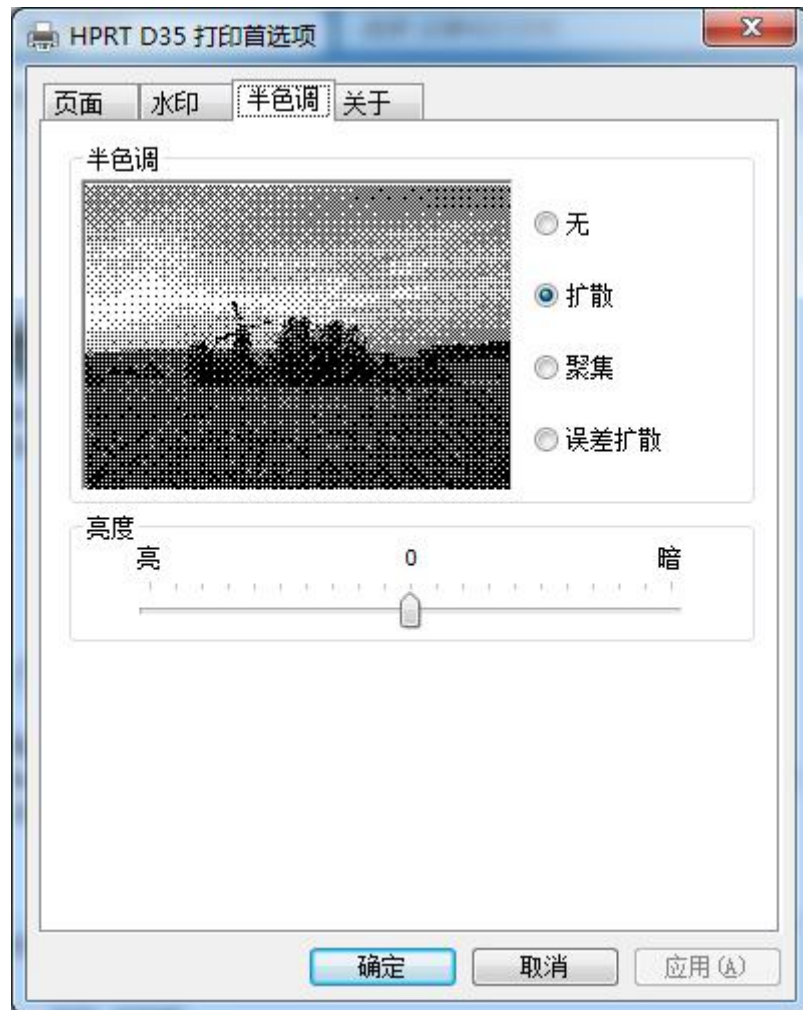 HPRT D35 打印首选项
页面 水印 半色调 关于
半色调
无
扩散
聚集
误差扩散
亮度
亮 0 暗
确定 取消 应用(A)